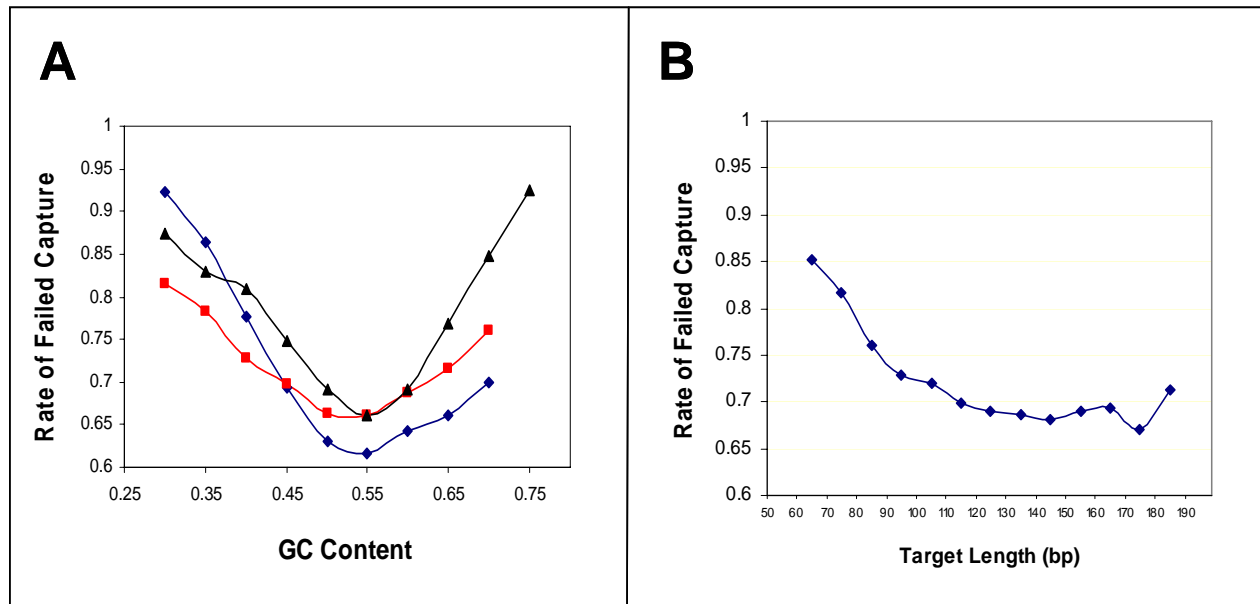 A
Rate of Failed Capture
1
0.95
0.9
0.85
0.8
0.75
0.7
0.65
0.6
0.25 0.35 0.45 0.55 0.65 0.75
GC Content
B
Rate of Failed Capture
1
0.95
0.9
0.85
0.8
0.75
0.7
0.65
0.6
50 60 70 80 90 100 110 120 130 140 150 160 170 180 190
Target Length (bp)